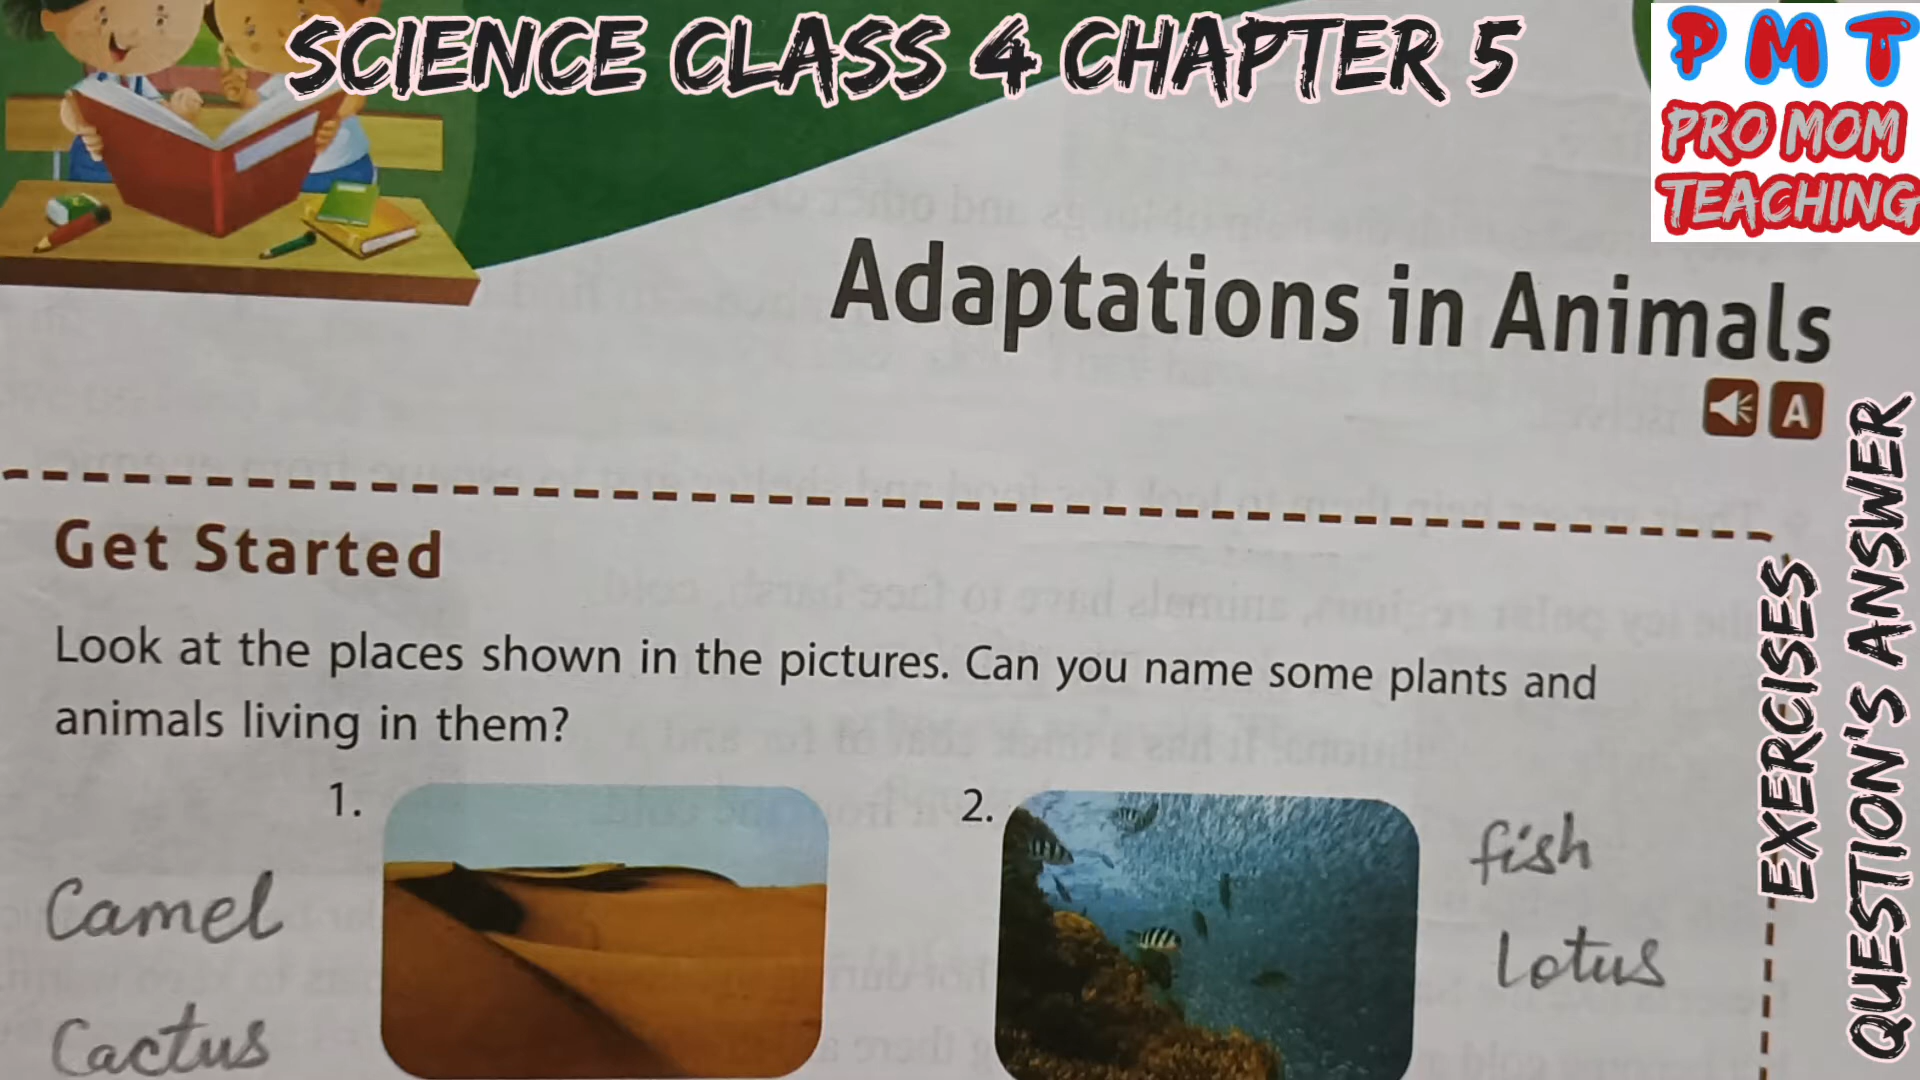 SCIENCE CLASS 4 CHAPTER 5
P M T
PRO MOM
TEACHING
Adaptations in Animals
A
Get Started
Look at the places shown in the pictures. Can you name some plants and
animals living in them?
1.
2.
Camel
Cactus
fish
Lotus
EXERCISES
QUESTION'S ANSWER